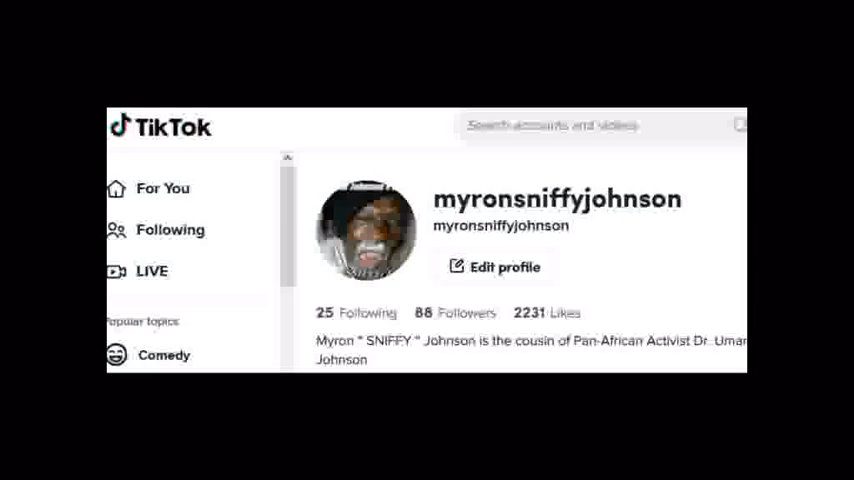 TikTok
Search accounts and videos
For You
Following
LIVE
Popular topics
Comedy
myronsniffyjohnson
myronsniffyjohnson
Edit profile
25 Following 88 Followers 2231 Likes
Myron " SNIFFY " Johnson is the cousin of Pan-African Activist Dr. Umar
Johnson